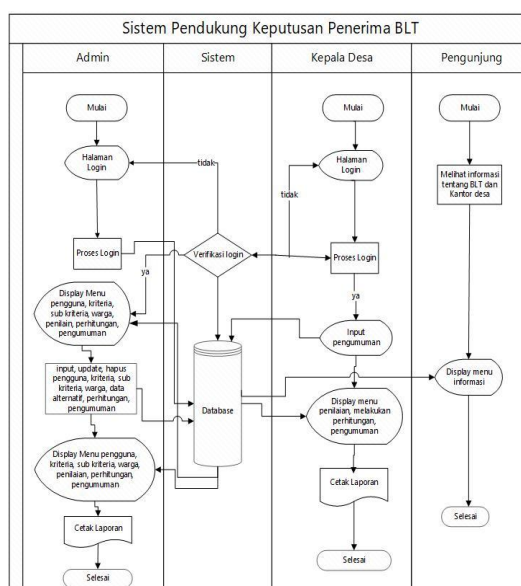 Sistem Pendukung Keputusan Penerima BLT
Admin
Sistem
Kepala Desa
Pengunjung
Mulai
Halaman
Login
Proses Login
Display Menu
pengguna, kriteria,
sub kriteria, warga,
penilain, perhitungan,
pengumuman
input, update, hapus
pengguna, kriteria, sub
kriteria, warga, data
alternatif, perhitungan,
pengumuman
Display Menu pengguna,
kriteria, sub kriteria, warga,
penilaian, perhitungan,
pengumuman
Cetak Laporan
Selesai
tidak
Verifikasi login
ya
Database
Mulai
Halaman
Login
tidak
Proses Login
ya
Input
pengumuman
Display menu
penilaian, melakukan
perhitungan,
pengumuman
Cetak Laporan
Selesai
Mulai
Melihat informasi
tentang BLT dan
Kantor desa
Display menu
informasi
Selesai